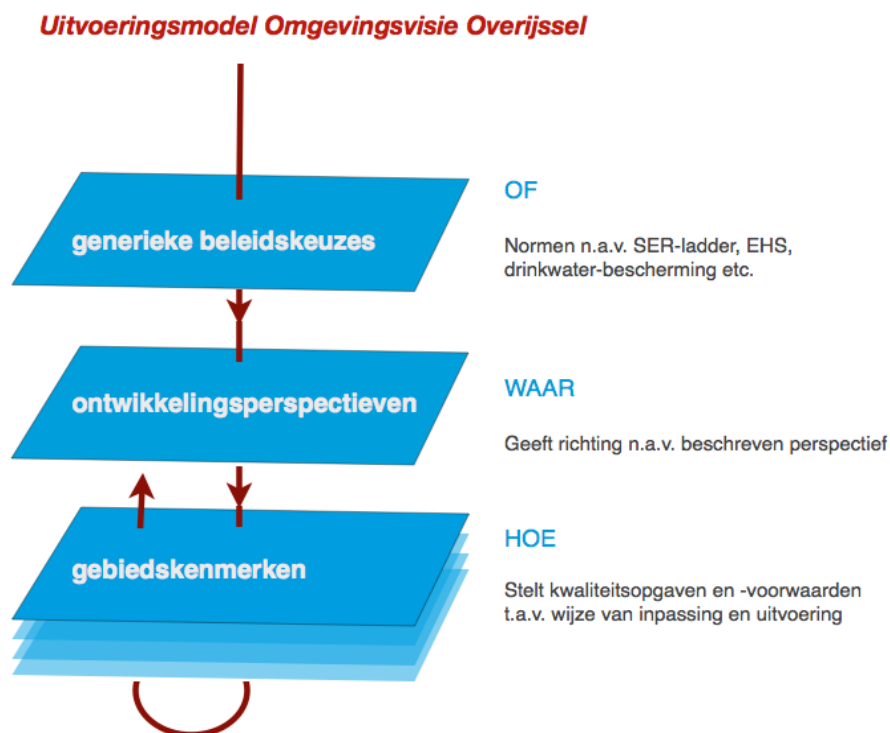 Uitvoeringsmodel Omgevingsvisie Overijssel
generieke beleidskeuzes
OF
Normen n.a.v. SER-ladder, EHS,
drinkwater-bescherming etc.
ontwikkelingsperspectieven
WAAR
Geeft richting n.a.v. beschreven perspectief
gebiedskenmerken
HOE
Stelt kwaliteitsopgaven en -voorwaarden
t.a.v. wijze van inpassing en uitvoering